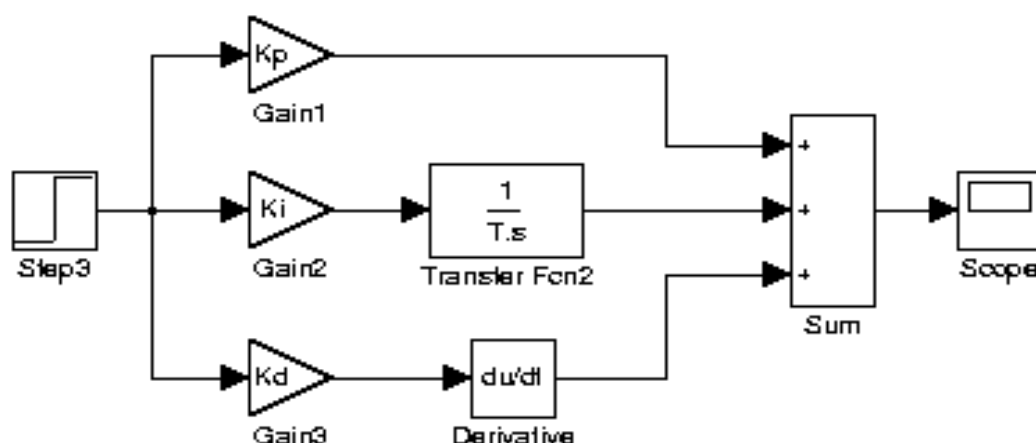 Kp
Gain1
+
Step3
Ki
Gain2
1
T.s
Transfer Fcn2
+
+
Sum
Scope
Kd
Gain3
du/dt
Derivative